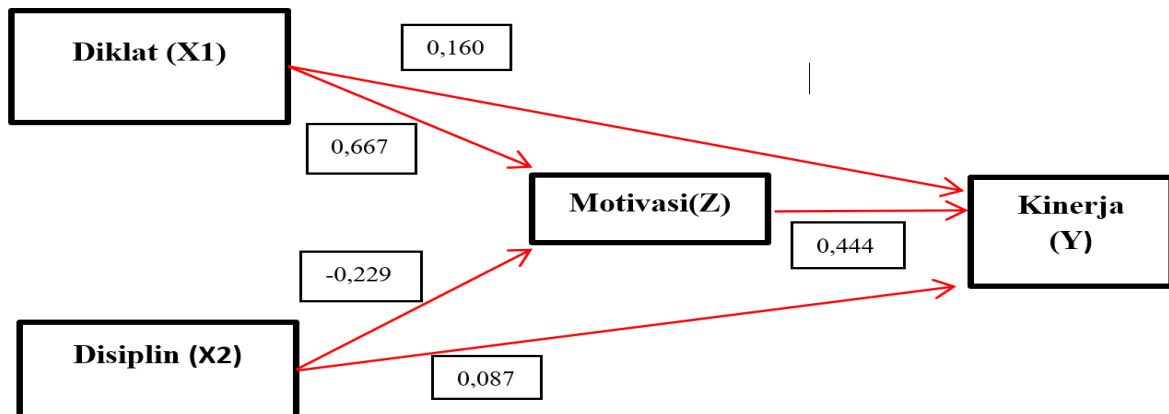 Diklat (X1)
0,160
0,667
Motivasi(Z)
Kinerja
(Y)
0,444
-0,229
Disiplin (X2)
0,087